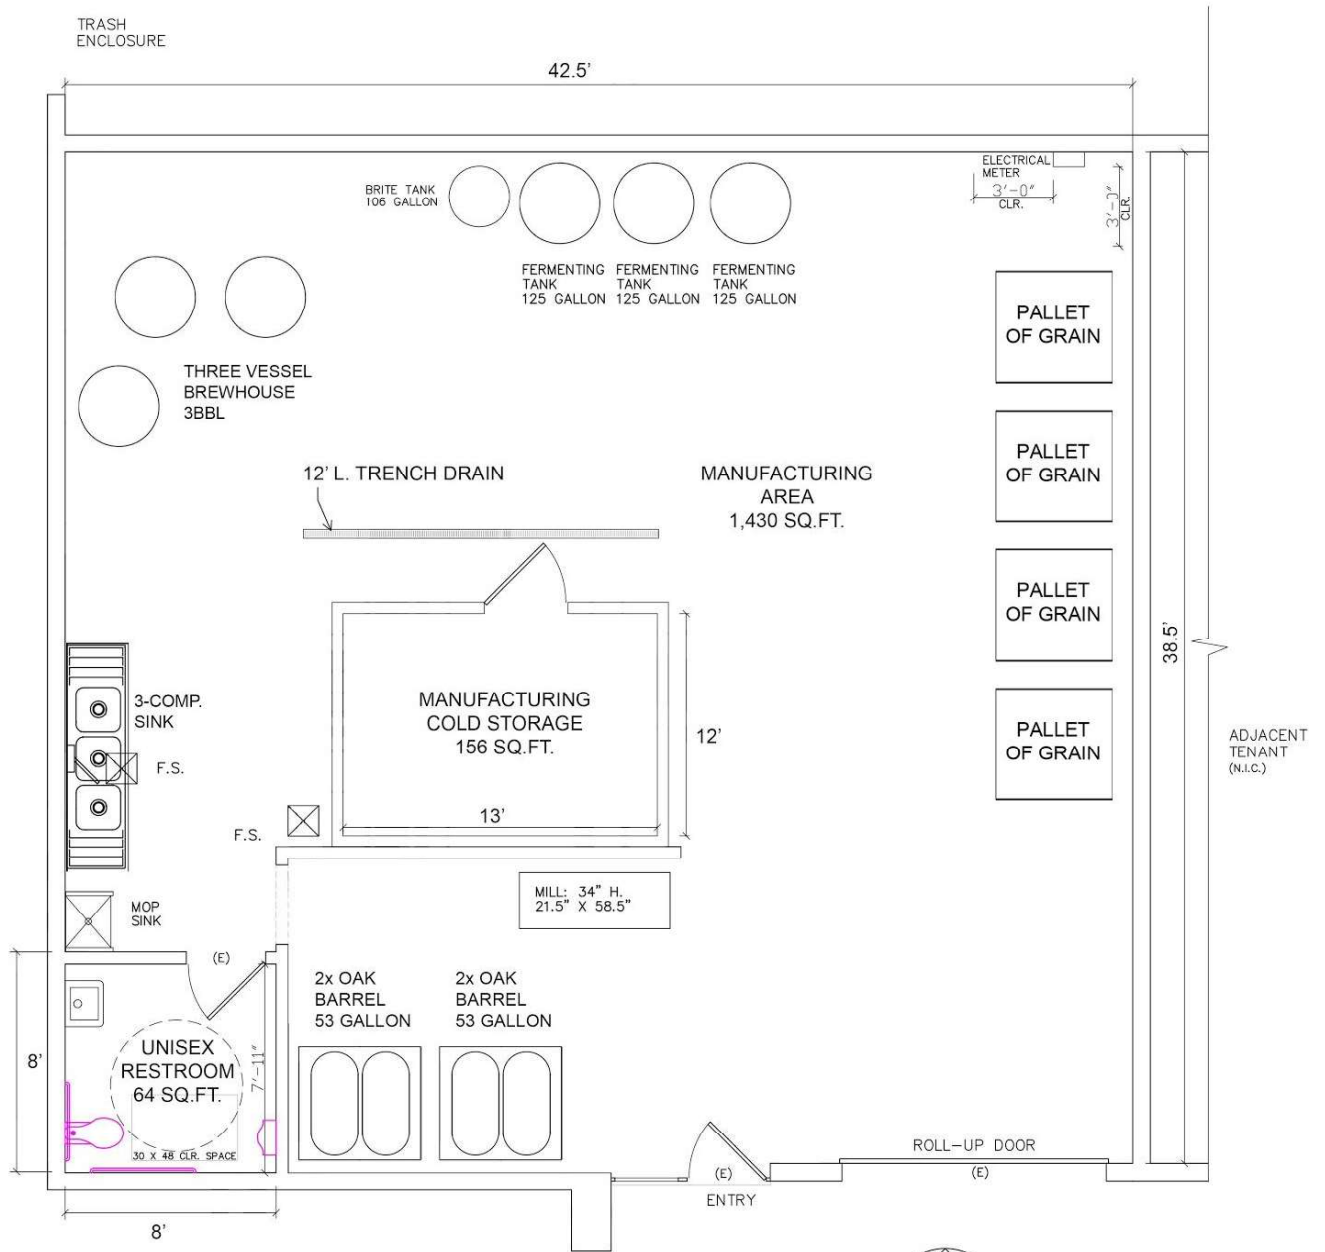 TRASH
ENCLOSURE
42.5'
ELECTRICAL
METER
3'-0"
CLR.
3'-0"
CLR.
BRITE TANK
106 GALLON
FERMENTING
TANK
125 GALLON
FERMENTING
TANK
125 GALLON
FERMENTING
TANK
125 GALLON
PALLET
OF GRAIN
THREE VESSEL
BREWHOUSE
3BBL
12' L. TRENCH DRAIN
MANUFACTURING
AREA
1,430 SQ.FT.
PALLET
OF GRAIN
PALLET
OF GRAIN
38.5'
3-COMP.
SINK
F.S.
MANUFACTURING
COLD STORAGE
156 SQ.FT.
12'
13'
PALLET
OF GRAIN
ADJACENT
TENANT
(N.I.C.)
F.S.
MILL: 34" H.
21.5" X 58.5"
MOP
SINK
(E)
2x OAK
BARREL
53 GALLON
2x OAK
BARREL
53 GALLON
8'
UNISEX
RESTROOM
64 SQ.FT.
7'-11"
30 X 48 CLR. SPACE
ROLL-UP DOOR
(E)
(E)
ENTRY
8'